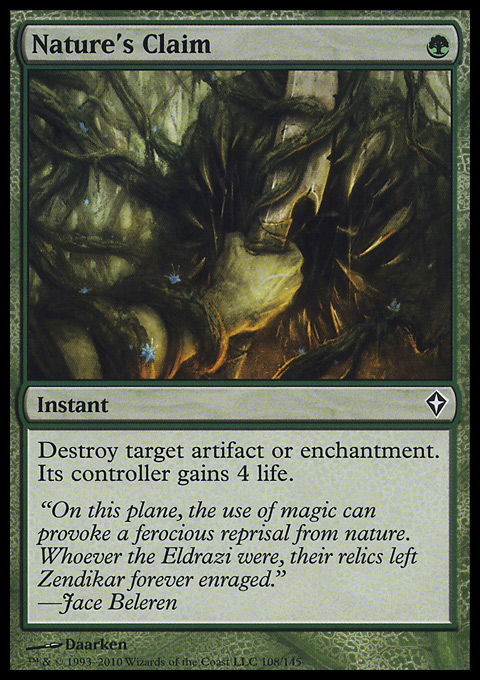 Nature's Claim
Instant
Destroy target artifact or enchantment.
Its controller gains 4 life.
“On this plane, the use of magic can
provoke a ferocious reprisal from nature.
Whoever the Eldrazi were, their relics left
Zendikar forever enraged.”
—Jace Beleren
Daarken
™ & © 1993–2010 Wizards of the Coast LLC 108/145